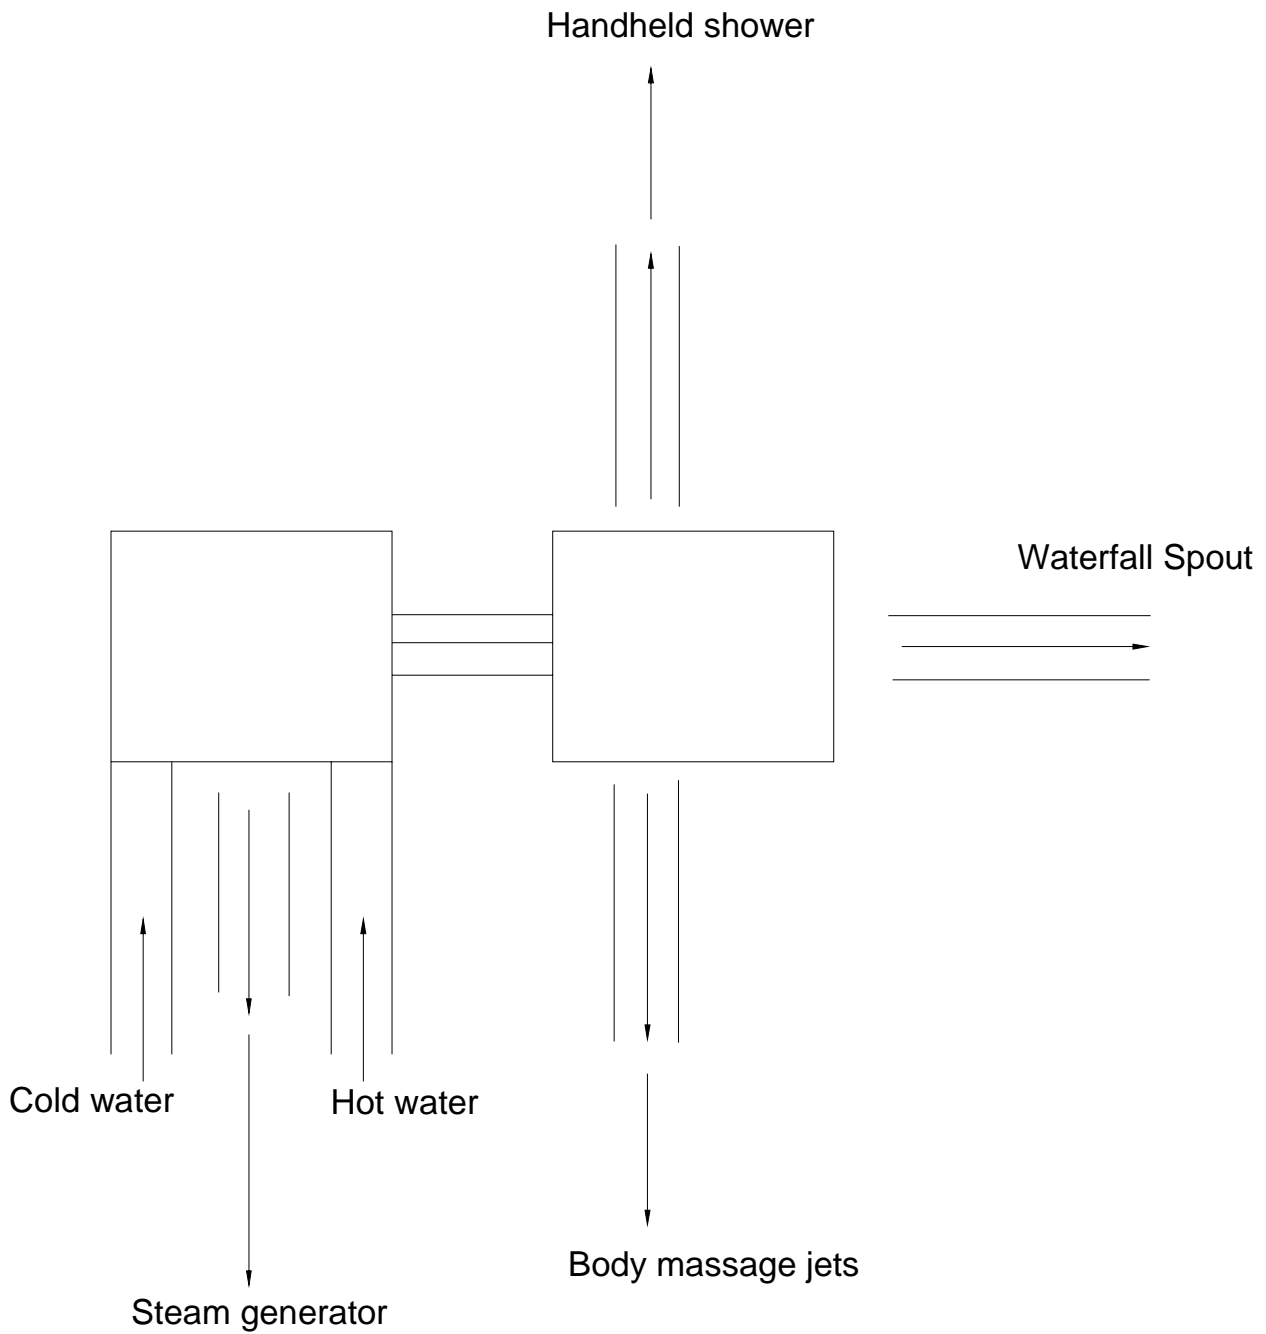 Handheld shower
Waterfall Spout
Cold water
Hot water
Body massage jets
Steam generator